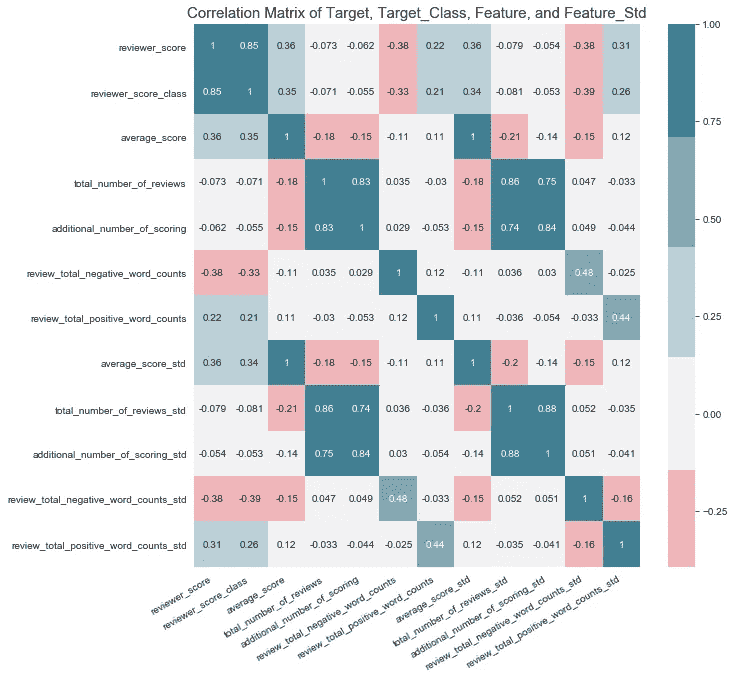 Correlation Matrix of Target, Target_Class, Feature, and Feature_Std
reviewer_score 1 0.85 0.36 -0.073 -0.062 -0.38 0.22 0.36 -0.079 -0.054 -0.38 0.31
reviewer_score_class 0.85 1 0.35 -0.071 -0.055 -0.33 0.21 0.34 -0.081 -0.053 -0.39 0.26
average_score 0.36 0.35 1 -0.18 -0.15 -0.11 0.11 1 -0.21 -0.14 -0.15 0.12
total_number_of_reviews -0.073 -0.071 -0.18 1 0.83 0.035 -0.03 -0.18 0.86 0.75 0.047 -0.033
additional_number_of_scoring -0.062 -0.055 -0.15 0.83 1 0.029 -0.053 -0.15 0.74 0.84 0.049 -0.044
review_total_negative_word_counts -0.38 -0.33 -0.11 0.035 0.029 1 0.12 -0.11 0.036 0.03 0.48 -0.025
review_total_positive_word_counts 0.22 0.21 0.11 -0.03 -0.053 0.12 1 0.11 -0.036 -0.054 -0.033 0.44
average_score_std 0.36 0.34 1 -0.18 -0.15 -0.11 0.11 1 -0.2 -0.14 -0.15 0.12
total_number_of_reviews_std -0.079 -0.081 -0.21 0.86 0.74 0.036 -0.036 -0.2 1 0.88 0.052 -0.035
additional_number_of_scoring_std -0.054 -0.053 -0.14 0.75 0.84 0.03 -0.054 -0.14 0.88 1 0.051 -0.041
review_total_negative_word_counts_std -0.38 -0.39 -0.15 0.047 0.049 0.48 -0.033 -0.15 0.052 0.051 1 -0.16
review_total_positive_word_counts_std 0.31 0.26 0.12 -0.033 -0.044 -0.025 0.44 0.12 -0.035 -0.041 -0.16 1
reviewer_score
reviewer_score_class
average_score
total_number_of_reviews
additional_number_of_scoring
review_total_negative_word_counts
review_total_positive_word_counts
average_score_std
total_number_of_reviews_std
additional_number_of_scoring_std
review_total_negative_word_counts_std
review_total_positive_word_counts_std
1.00
0.75
0.50
0.25
0.00
−0.25